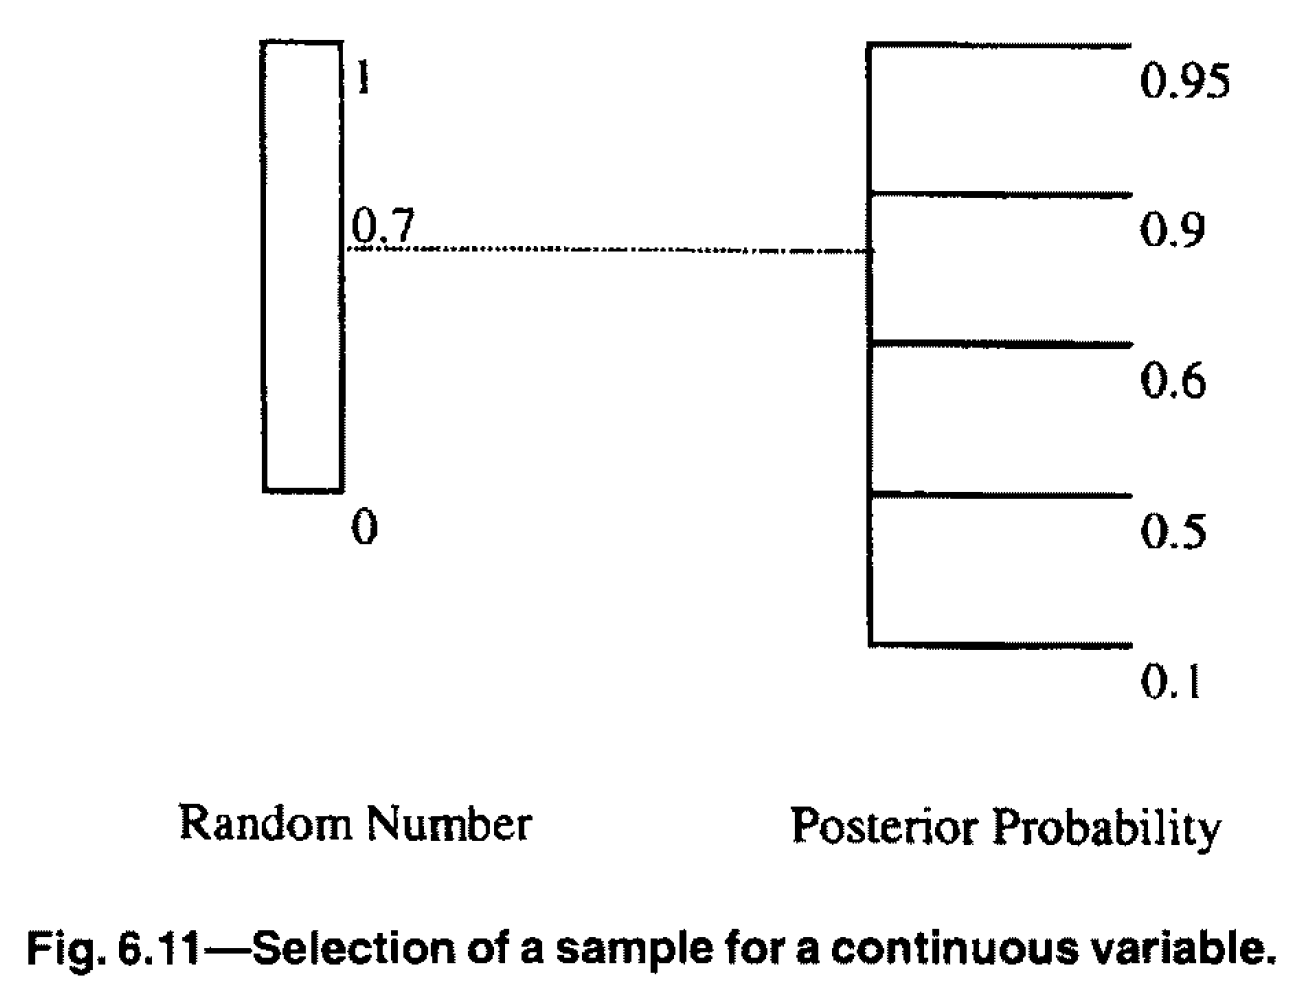 1
0.95
0.7
0.9
0.6
0
0.5
0.1
Random Number
Posterior Probability
Fig. 6.11—Selection of a sample for a continuous variable.